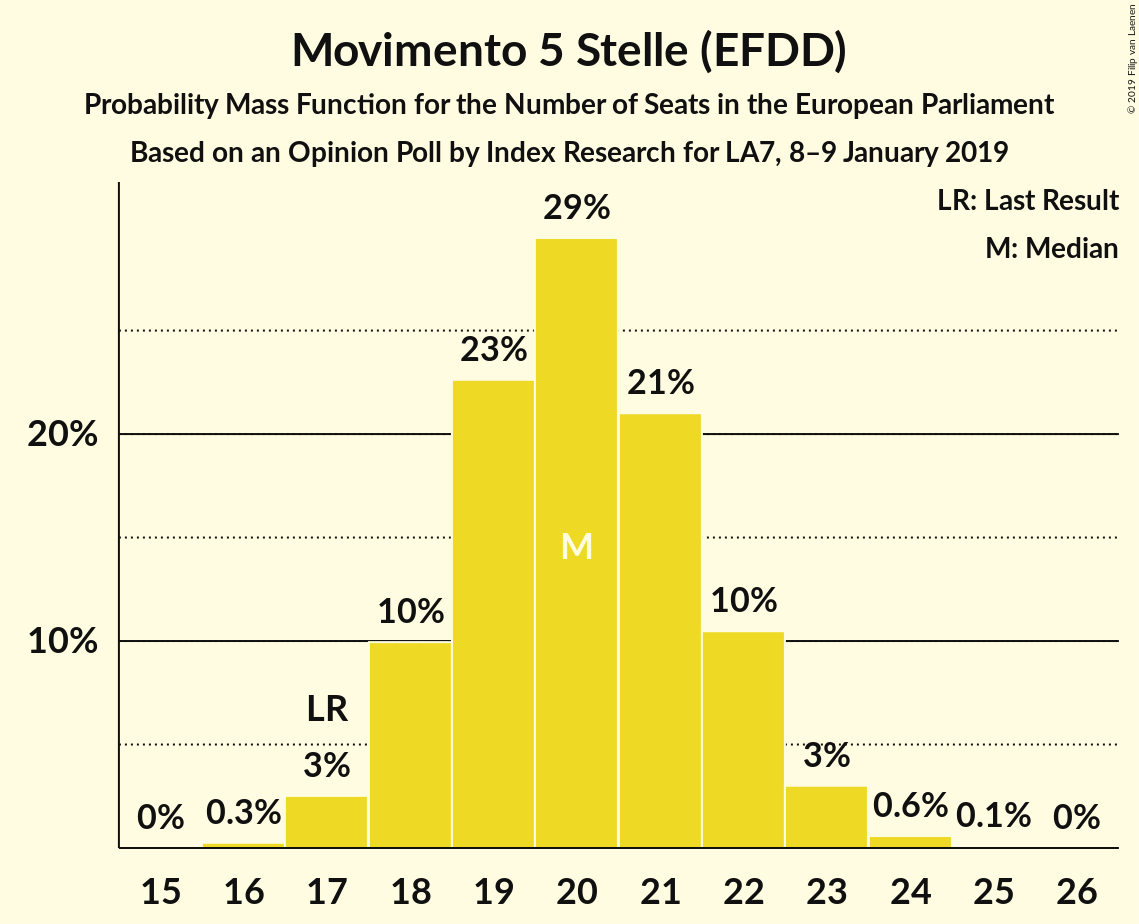 Movimento 5 Stelle (EFDD)
Probability Mass Function for the Number of Seats in the European Parliament
Based on an Opinion Poll by Index Research for LA7, 8–9 January 2019
© 2019 Filip van Laenen
LR: Last Result
M: Median
29%
23%
21%
20%
M
10%
10%
10%
LR
3%
3%
0%
0.3%
0.6%
0.1%
0%
15 16 17 18 19 20 21 22 23 24 25 26